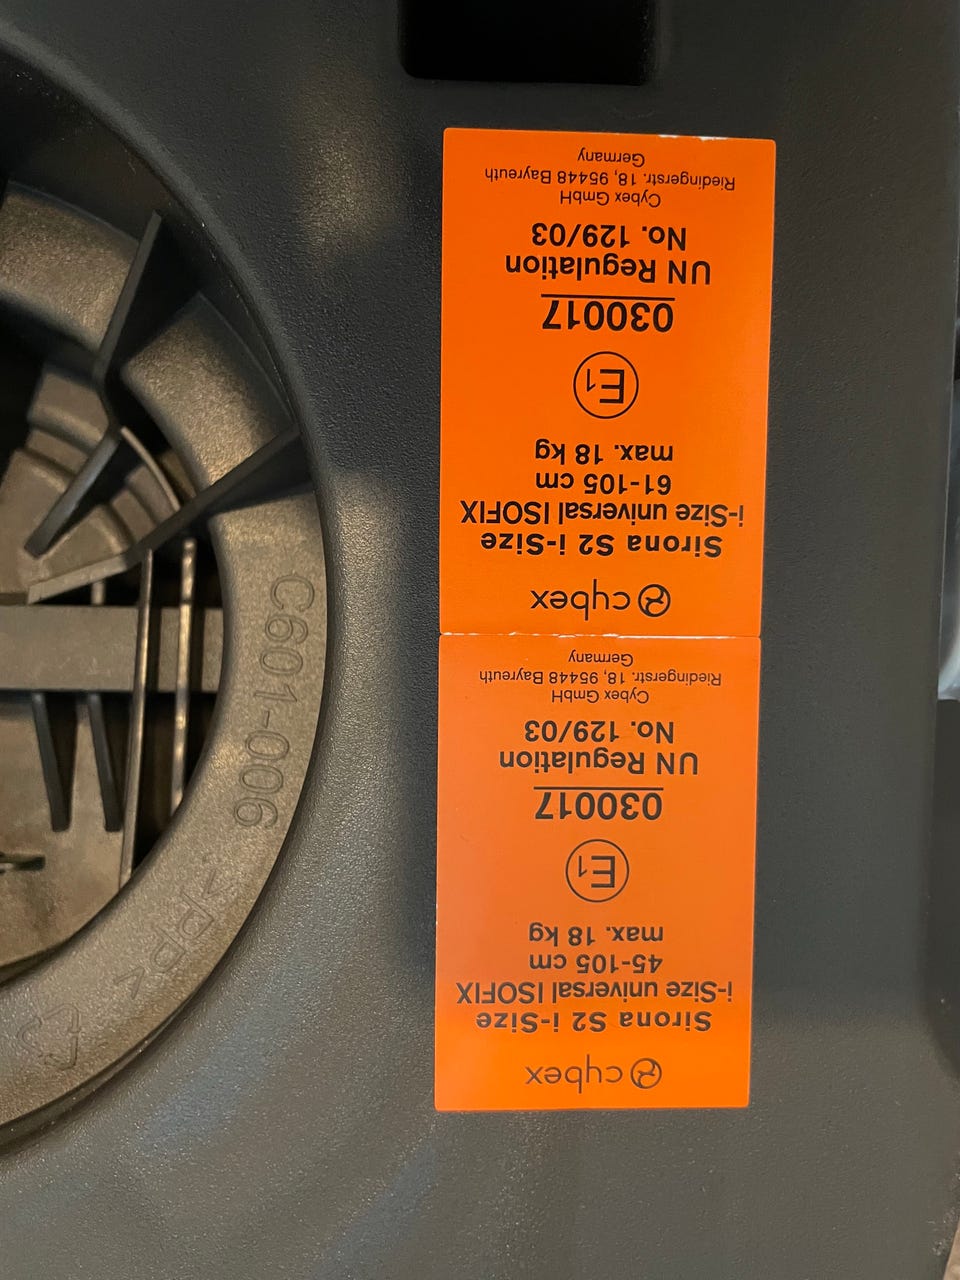 cybex
Sirona S2 i-Size
i-Size universal ISOFIX
45-105 cm
max. 18 kg
E1
030017
UN Regulation
No. 129/03
Cybex GmbH
Riedingerstr. 18, 95448 Bayreuth
Germany
cybex
Sirona S2 i-Size
i-Size universal ISOFIX
61-105 cm
max. 18 kg
E1
030017
UN Regulation
No. 129/03
Cybex GmbH
Riedingerstr. 18, 95448 Bayreuth
Germany
C601-006
>PP<